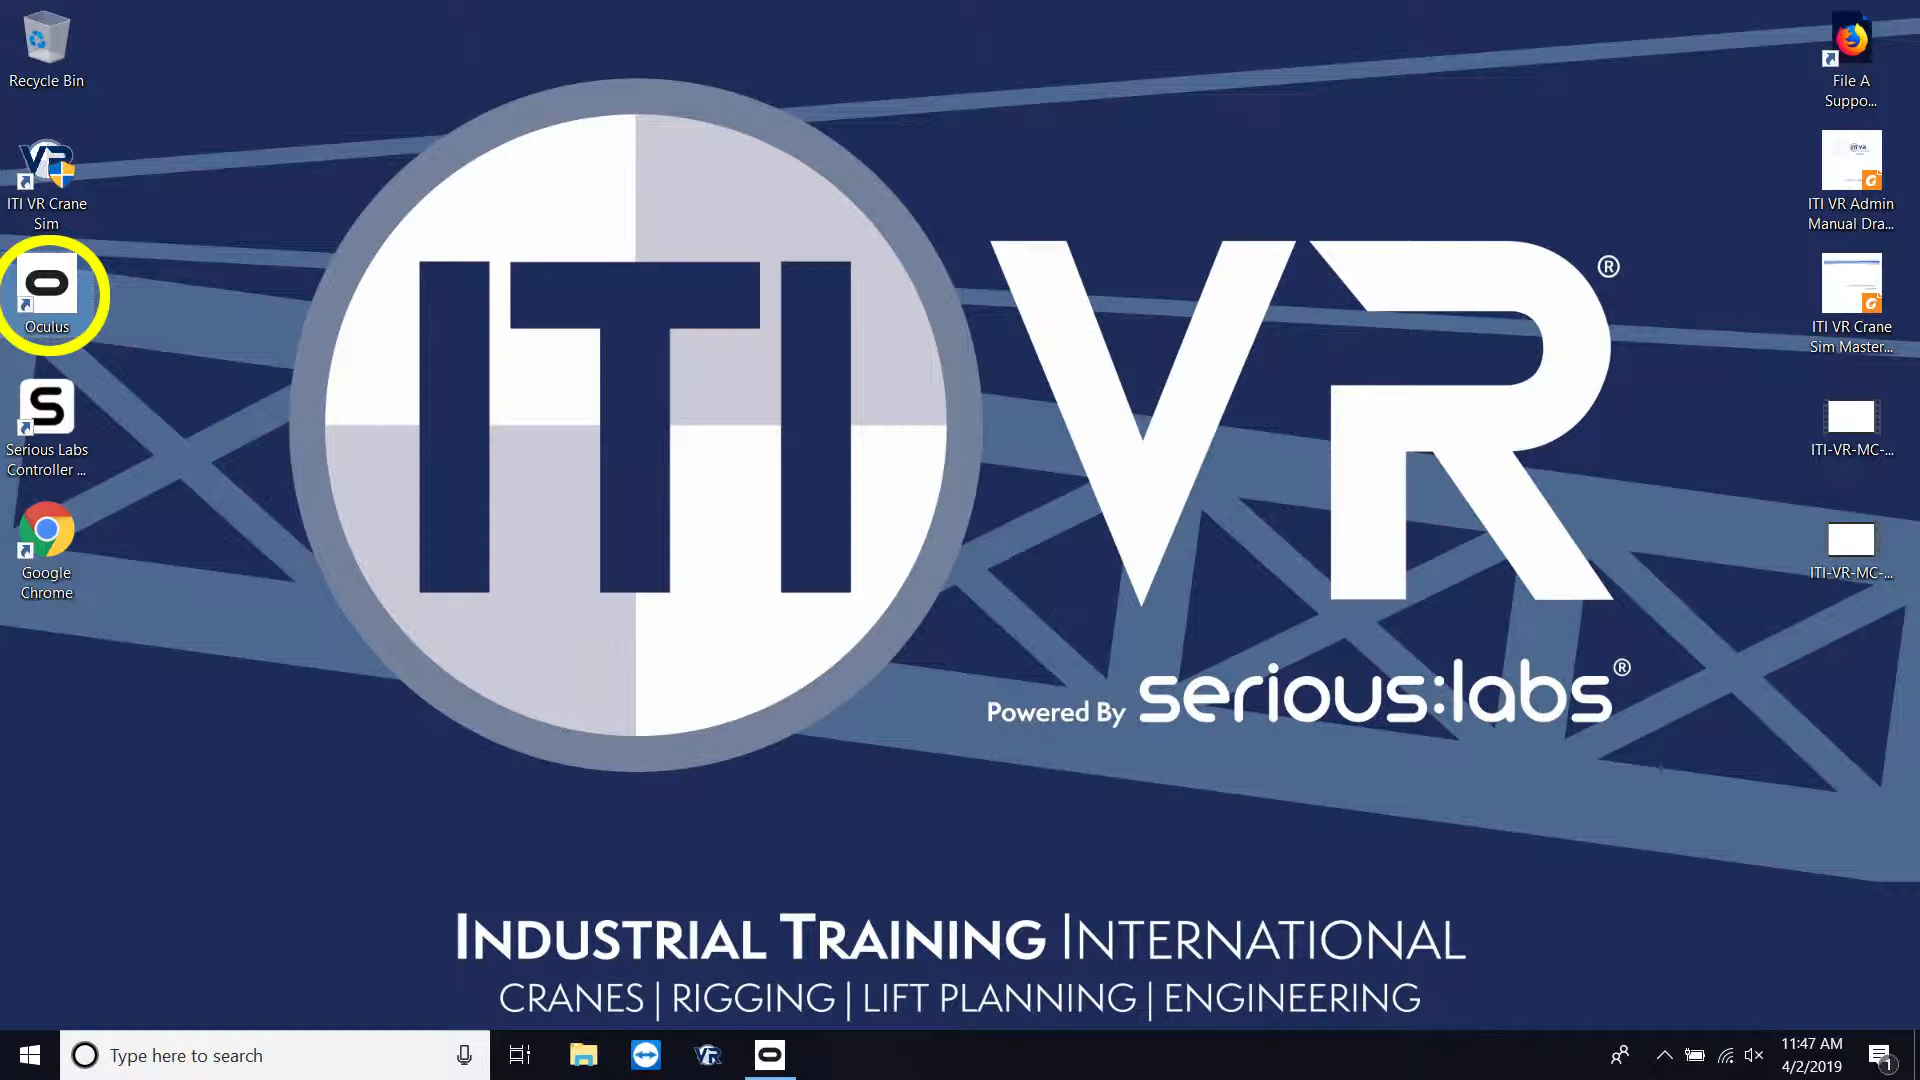 Recycle Bin
ITI VR Crane
Sim
Oculus
Serious Labs
Controller ...
Google
Chrome
File A
Suppo...
ITI VR Admin
Manual Dra...
ITI VR Crane
Sim Master...
ITI-VR-MC-...
ITI-VR-MC-...
ITI VR®
Powered By serious:labs®
INDUSTRIAL TRAINING INTERNATIONAL
CRANES | RIGGING | LIFT PLANNING | ENGINEERING
Type here to search
11:47 AM
4/2/2019
1